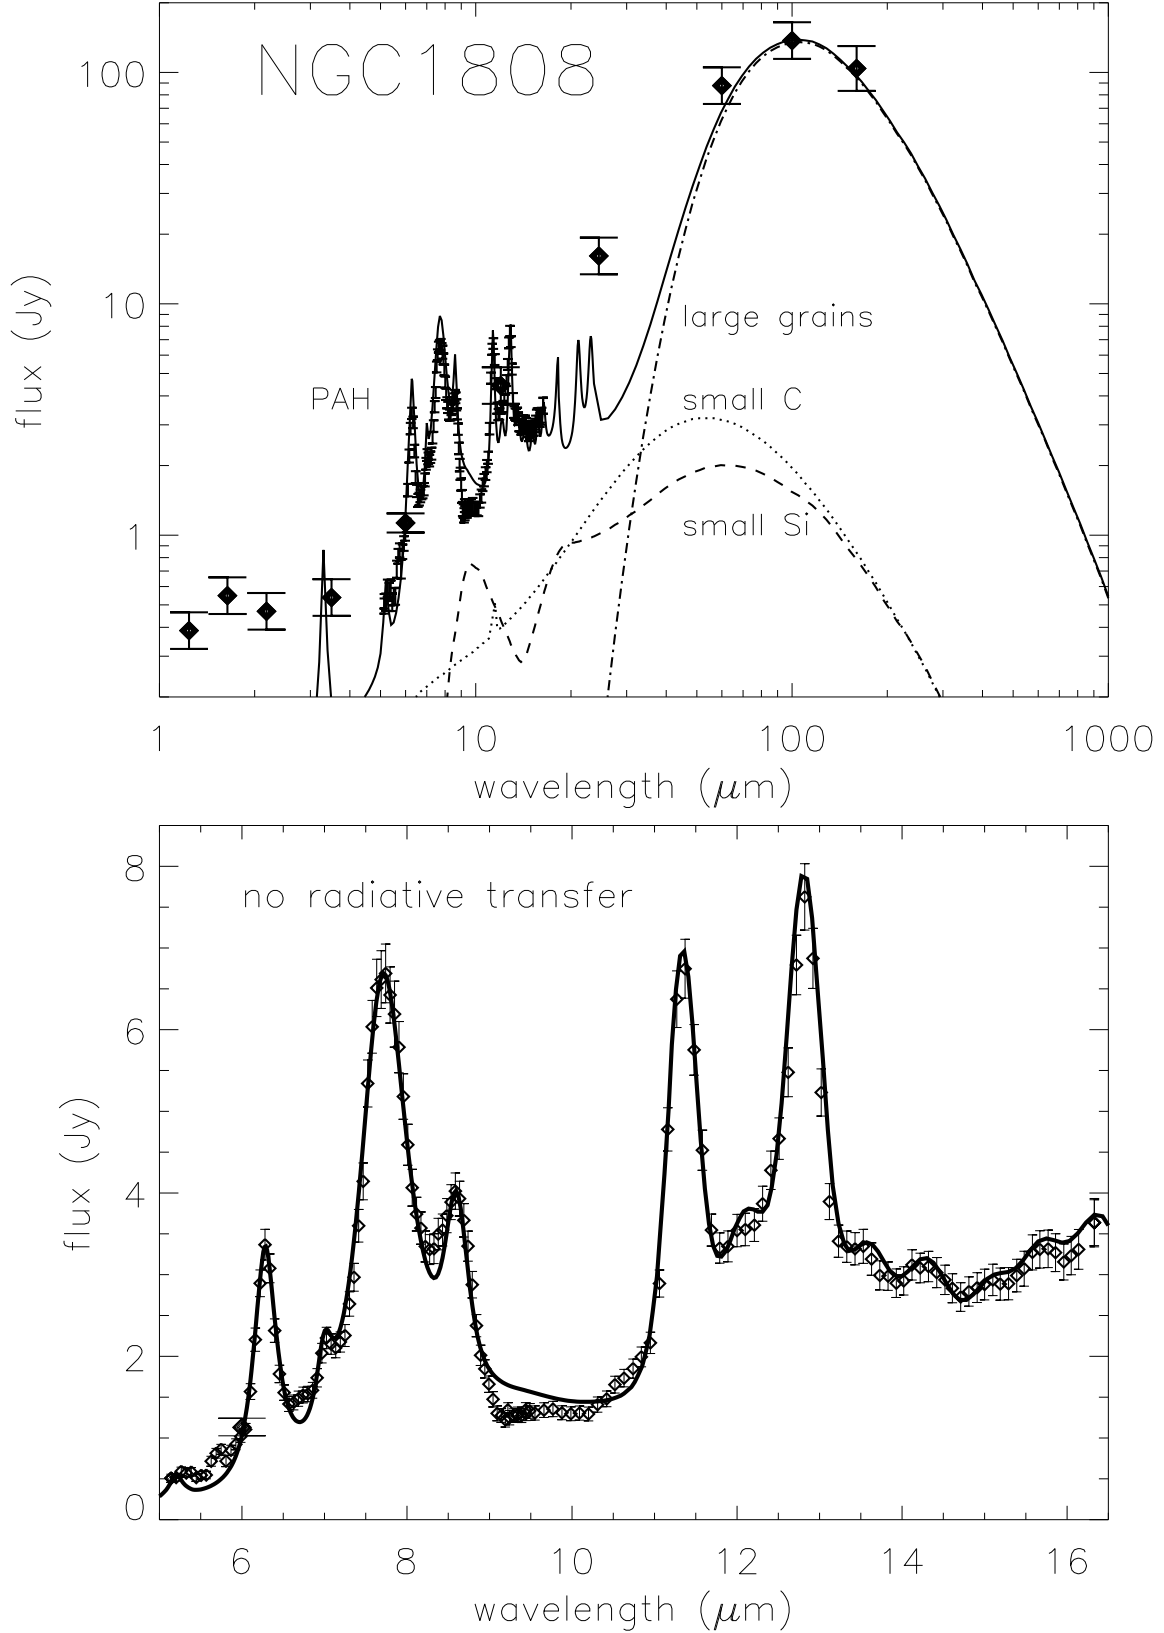 NGC1808
100
10
1
flux (Jy)
PAH
large grains
small C
small Si
1 10 100 1000
wavelength (μm)
no radiative transfer
8
6
4
2
0
flux (Jy)
6 8 10 12 14 16
wavelength (μm)